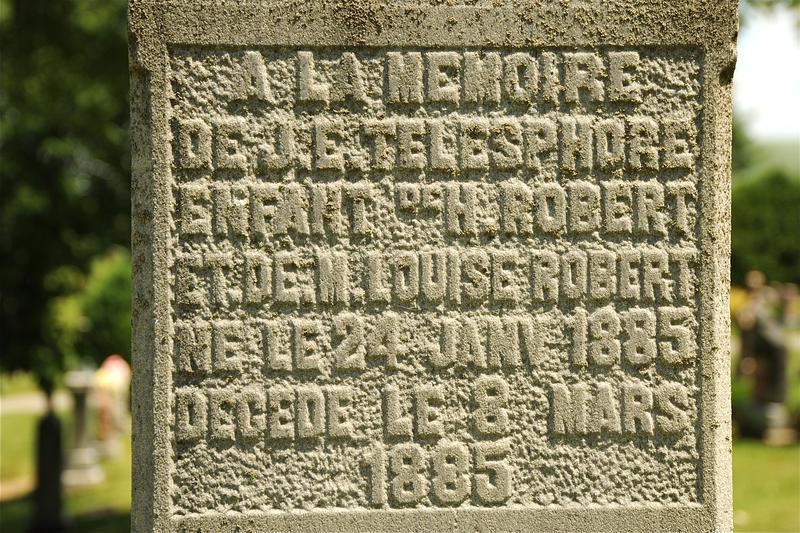 A LA MEMOIRE
DE J. E. TELESPHORE
ENFANT DE H. ROBERT
ET. DE. M. LOUISE ROBERT
NE LE 24 JANV 1885
DECEDE LE 8 MARS
1885